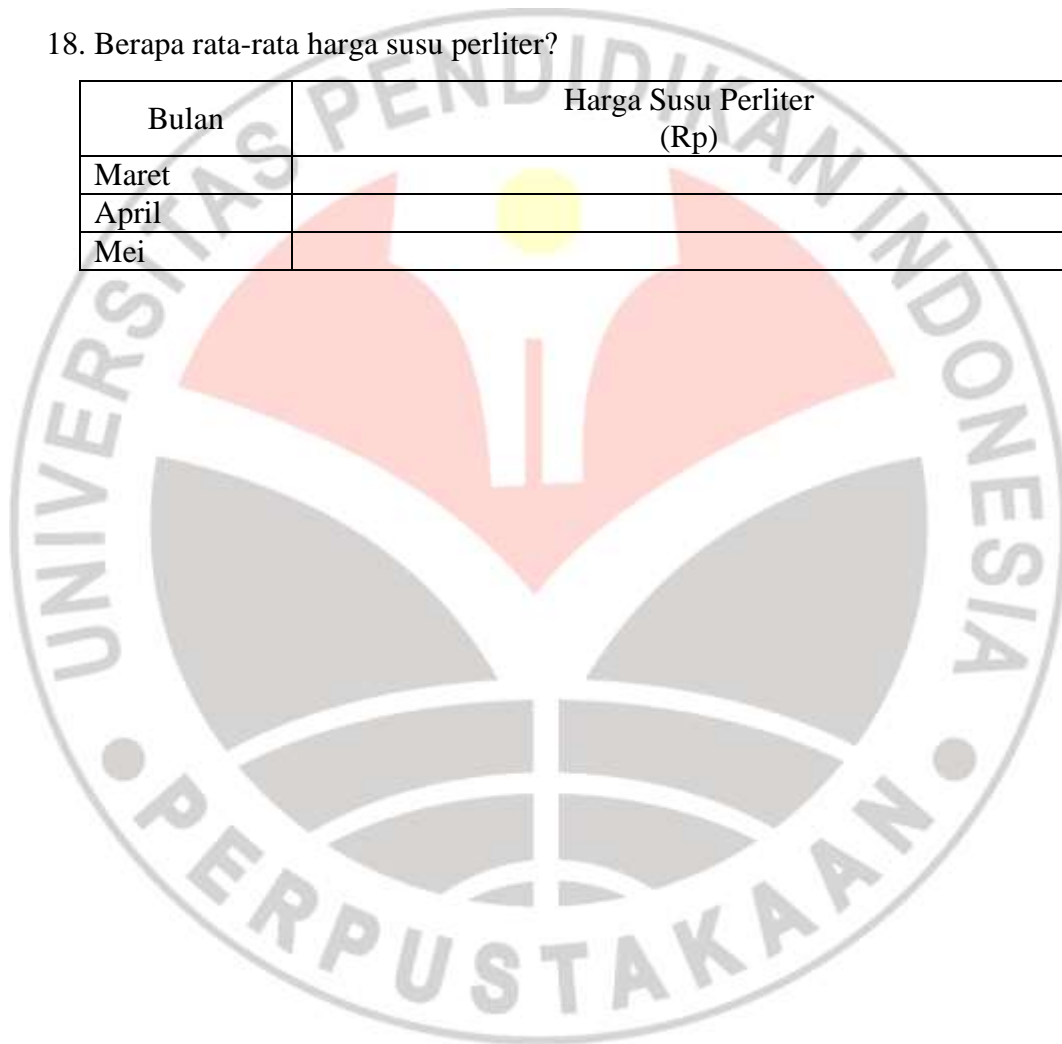 18. Berapa rata-rata harga susu perliter?
Bulan
Harga Susu Perliter
(Rp)
Maret
April
Mei
UNIVERSITAS PENDIDIKAN INDONESIA
PERPUSTAKAAN